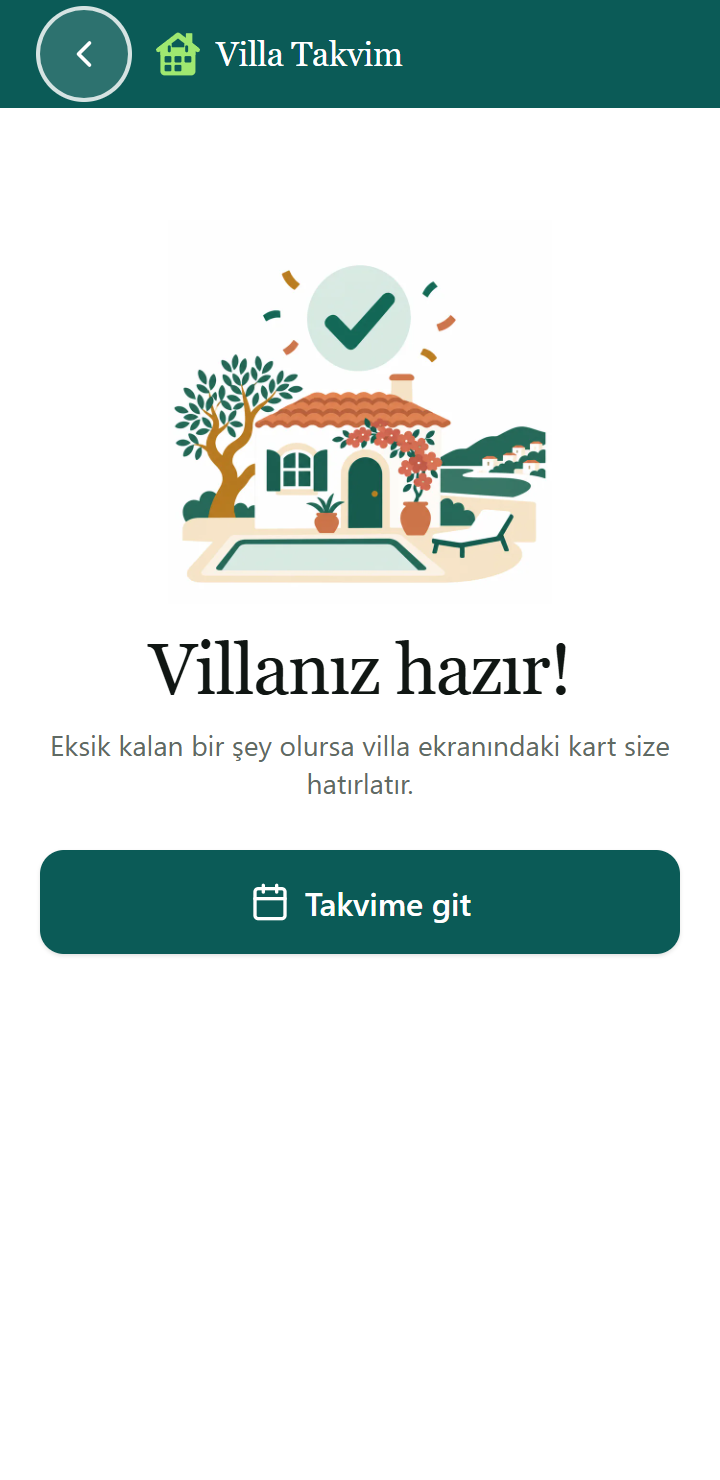 Villa Takvim
Villanız hazır!
Eksik kalan bir şey olursa villa ekranındaki kart size
hatırlatır.
Takvime git